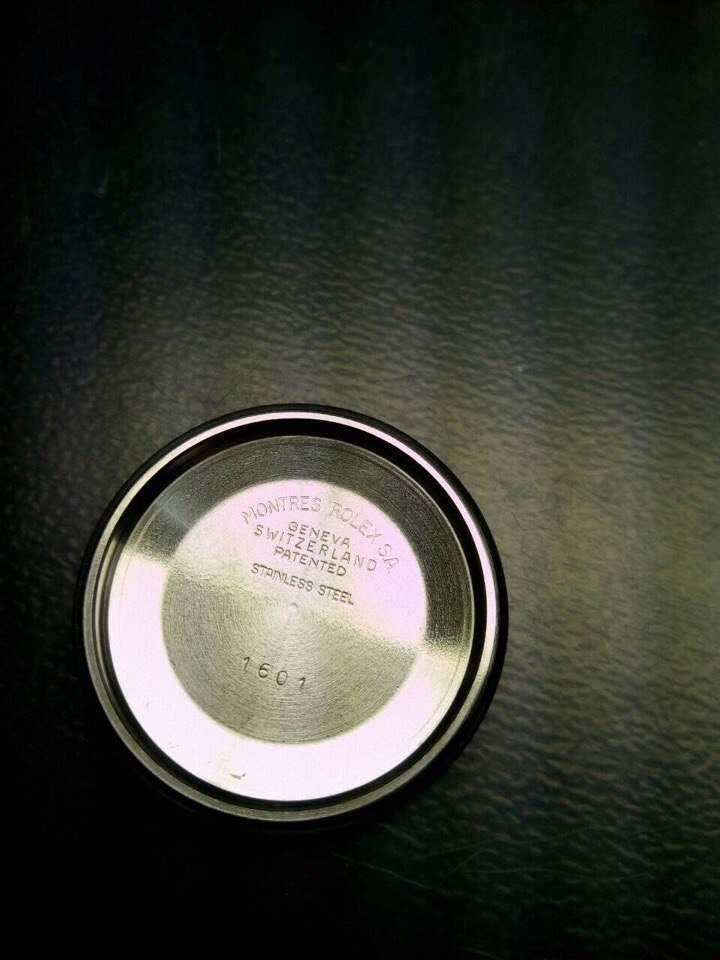 MONTRES ROLEX S.A.
GENEVA
SWITZERLAND
PATENTED
STAINLESS STEEL
1601